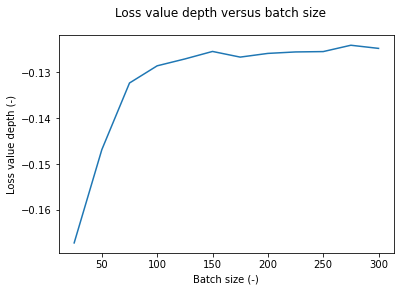 Loss value depth versus batch size
Loss value depth (-)
−0.13
−0.14
−0.15
−0.16
50 100 150 200 250 300
Batch size (-)